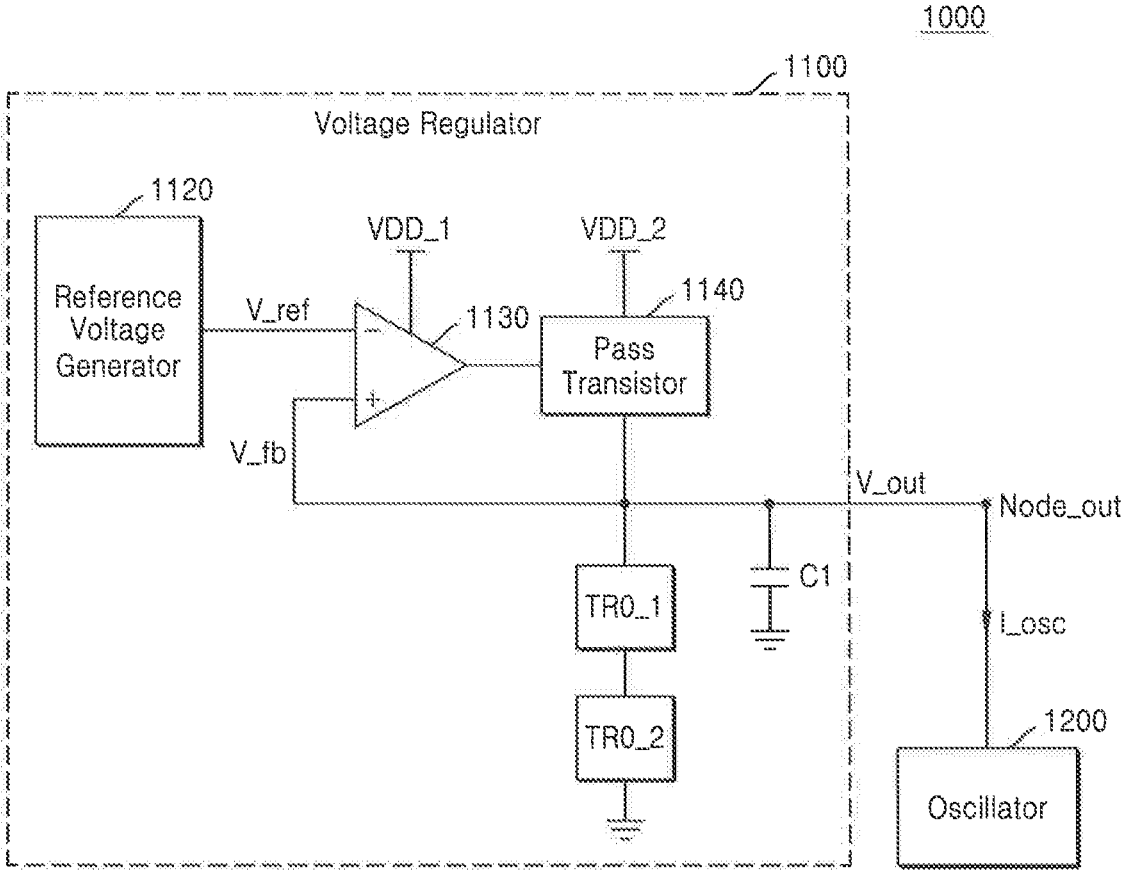 1000
1100
Voltage Regulator
1120
VDD_1
VDD_2
Reference
Voltage
Generator
V_ref
1130
1140
Pass
Transistor
−
+
V_fb
V_out
Node_out
TR0_1
C1
I_osc
TR0_2
1200
Oscillator